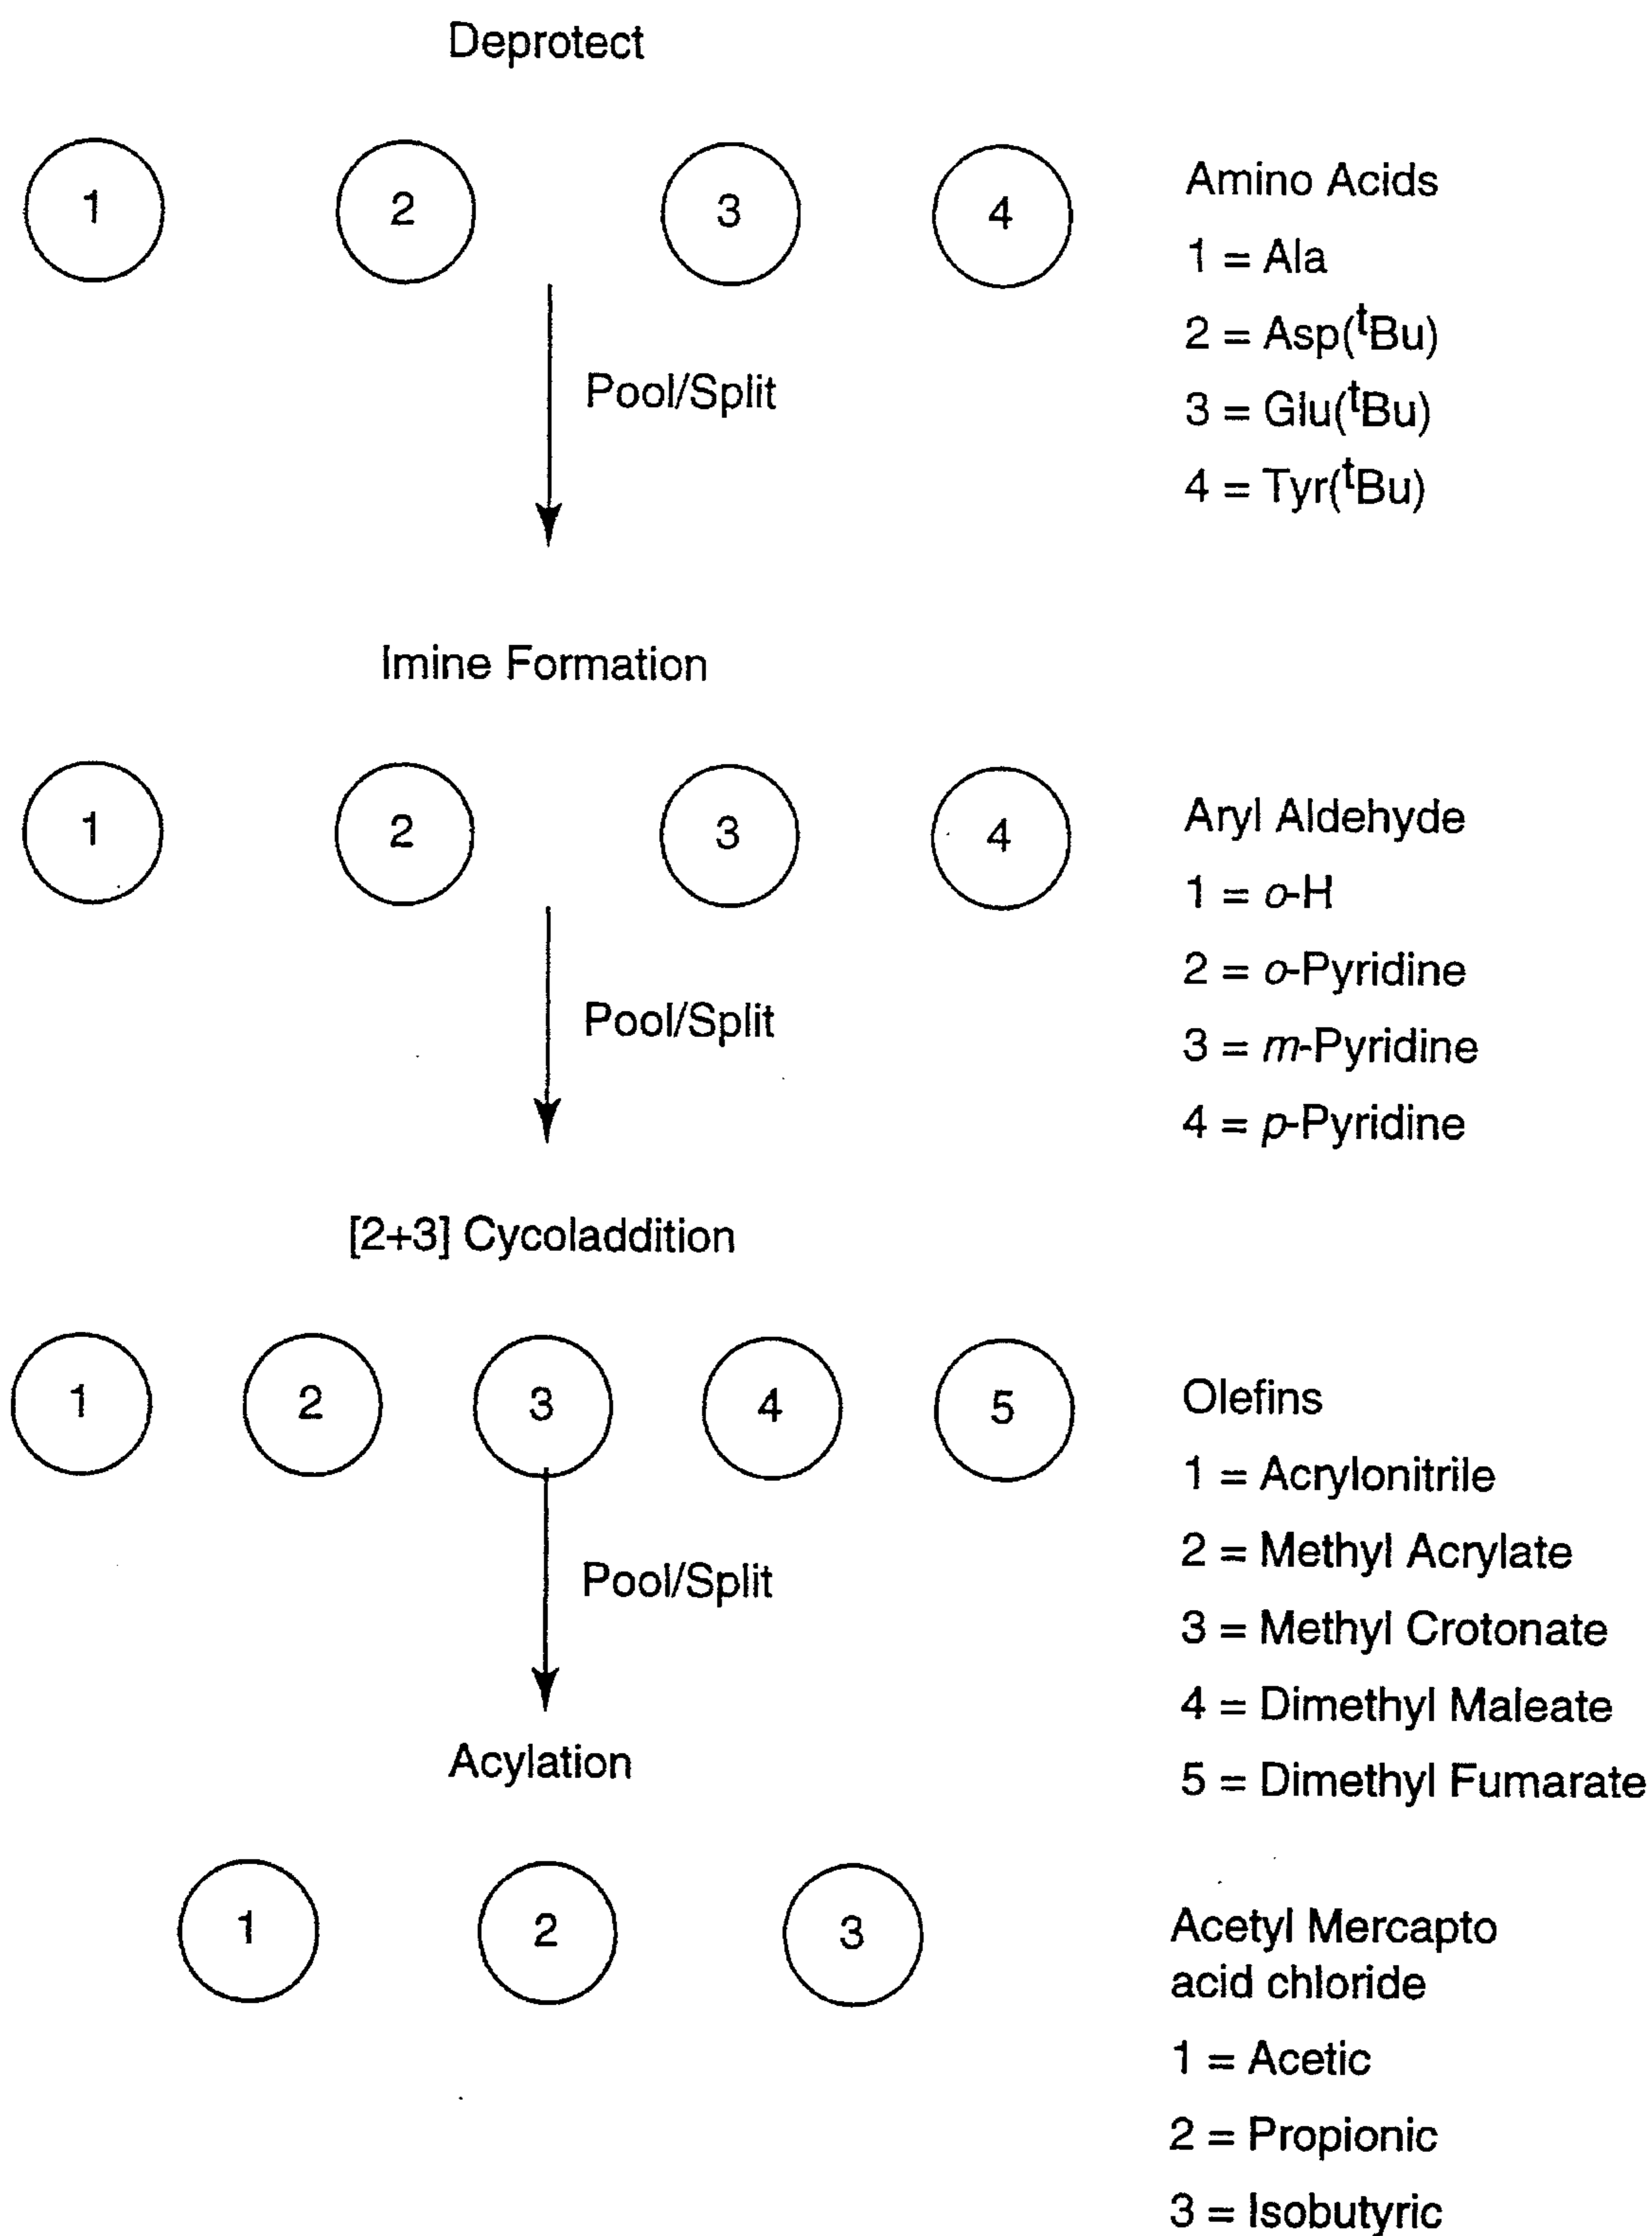 Deprotect
1 2 3 4
Amino Acids
1 = Ala
2 = Asp(tBu)
3 = Glu(tBu)
4 = Tyr(tBu)
Pool/Split
Imine Formation
1 2 3 4
Aryl Aldehyde
1 = o-H
2 = o-Pyridine
3 = m-Pyridine
4 = p-Pyridine
Pool/Split
[2+3] Cycoladdition
1 2 3 4 5
Olefins
1 = Acrylonitrile
2 = Methyl Acrylate
3 = Methyl Crotonate
4 = Dimethyl Maleate
5 = Dimethyl Fumarate
Pool/Split
Acylation
1 2 3
Acetyl Mercapto
acid chloride
1 = Acetic
2 = Propionic
3 = Isobutyric